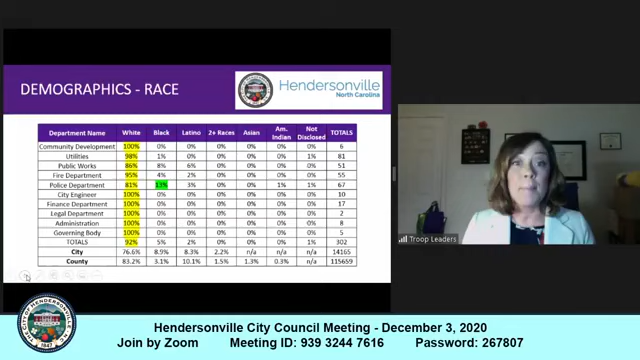 DEMOGRAPHICS - RACE
Hendersonville
North Carolina
Department Name White Black Latino 2+ Races Asian Am. Indian Not Disclosed TOTALS
Community Development 100% 0% 0% 0% 0% 0% 0% 6
Utilities 98% 1% 0% 0% 0% 0% 1% 81
Public Works 86% 8% 6% 0% 0% 0% 0% 51
Fire Department 95% 4% 2% 0% 0% 0% 0% 55
Police Department 81% 13% 3% 0% 0% 1% 1% 67
City Engineer 100% 0% 0% 0% 0% 0% 0% 10
Finance Department 100% 0% 0% 0% 0% 0% 0% 17
Legal Department 100% 0% 0% 0% 0% 0% 0% 2
Administration 100% 0% 0% 0% 0% 0% 0% 8
Governing Body 100% 0% 0% 0% 0% 0% 0% 5
TOTALS 92% 5% 2% 0% 0% 0% 1% 302
City 76.6% 8.9% 8.3% 2.2% n/a n/a n/a 14165
County 83.2% 3.1% 10.1% 1.5% 1.3% 0.3% n/a 115659
Troop Leaders
Hendersonville City Council Meeting - December 3, 2020
Join by Zoom Meeting ID: 939 3244 7616 Password: 267807